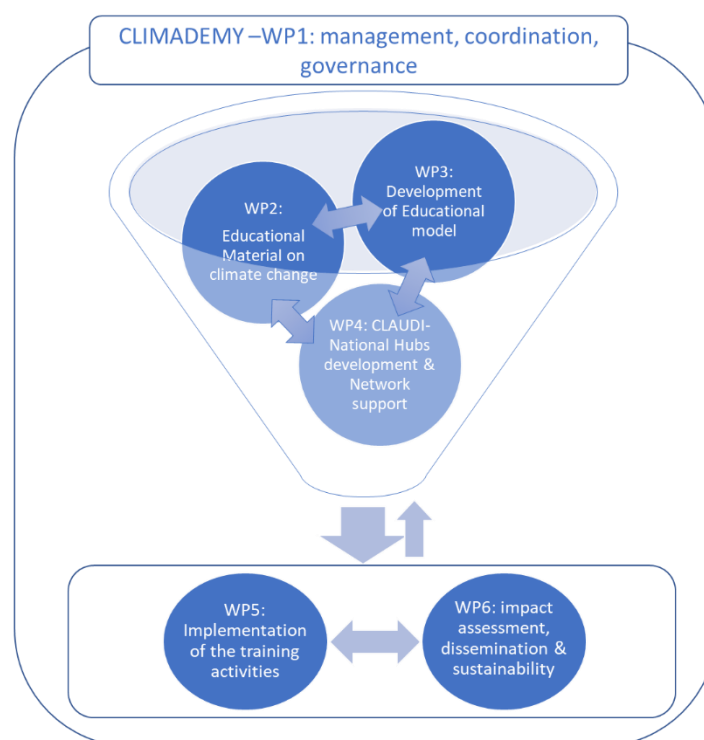 CLIMADEMY –WP1: management, coordination,
governance
WP3:
Development
of Educational
model
WP2:
Educational
Material on
climate change
WP4: CLAUDI-
National Hubs
development &
Network
support
WP5:
Implementation
of the training
activities
WP6: impact
assessment,
dissemination &
sustainability